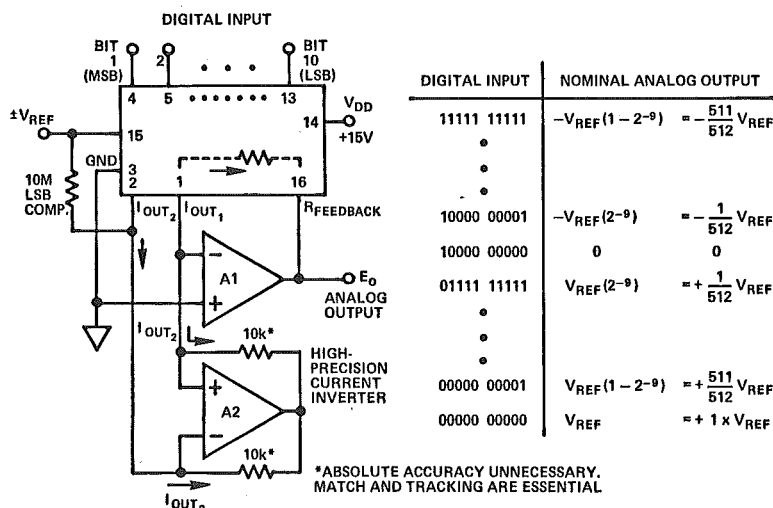 DIGITAL INPUT
BIT 1 (MSB)
2
BIT 10 (LSB)
4
5
13
±VREF
15
14
VDD
+15V
GND
3
2
1
16
10M
LSB
COMP.
IOUT2
IOUT1
RFEEDBACK
A1
−
+
EO
ANALOG
OUTPUT
IOUT2
10k*
HIGH-
PRECISION
CURRENT
INVERTER
+
A2
−
10k*
IOUT2
*ABSOLUTE ACCURACY UNNECESSARY.
MATCH AND TRACKING ARE ESSENTIAL
DIGITAL INPUT NOMINAL ANALOG OUTPUT
11111 11111 −VREF(1 − 2⁻⁹) = − 511/512 VREF
10000 00001 −VREF(2⁻⁹) = − 1/512 VREF
10000 00000 0 0
01111 11111 VREF(2⁻⁹) = + 1/512 VREF
00000 00001 VREF(1 − 2⁻⁹) = + 511/512 VREF
00000 00000 VREF = + 1 x VREF